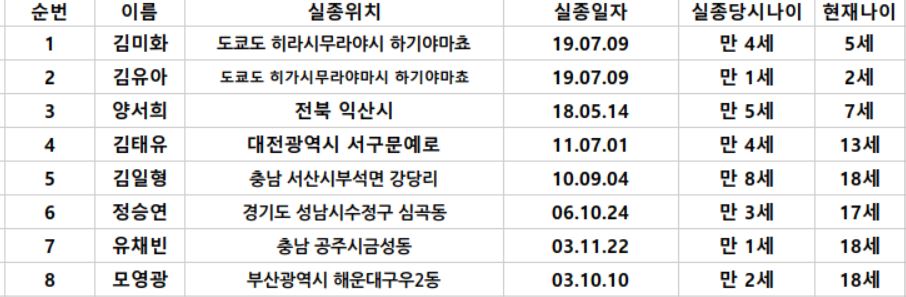 순번 이름 실종위치 실종일자 실종당시나이 현재나이
1 김미화 도쿄도 히라시무라야시 하기야마쵸 19.07.09 만 4세 5세
2 김유아 도쿄도 히가시무라야마시 하기야마쵸 19.07.09 만 1세 2세
3 양서희 전북 익산시 18.05.14 만 5세 7세
4 김태유 대전광역시 서구문예로 11.07.01 만 4세 13세
5 김일형 충남 서산시부석면 강당리 10.09.04 만 8세 18세
6 정승연 경기도 성남시수정구 심곡동 06.10.24 만 3세 17세
7 유채빈 충남 공주시금성동 03.11.22 만 1세 18세
8 모영광 부산광역시 해운대구우2동 03.10.10 만 2세 18세